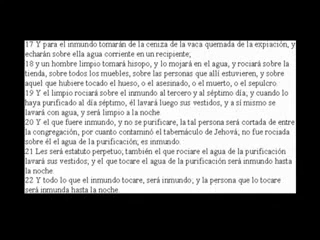 17 Y para el inmundo tomarán de la ceniza de la vaca quemada de la expiación, y
echarán sobre ella agua corriente en un recipiente;
18 y un hombre limpio tomará hisopo, y lo mojará en el agua, y rociará sobre la
tienda, sobre todos los muebles, sobre las personas que allí estuvieren, y sobre
aquel que hubiere tocado el hueso, o el asesinado, o el muerto, o el sepulcro.
19 Y el limpio rociará sobre el inmundo al tercero y al séptimo día; y cuando lo
haya purificado al día séptimo, él lavará luego sus vestidos, y a sí mismo se
lavará con agua, y será limpio a la noche.
20 Y el que fuere inmundo, y no se purificare, la tal persona será cortada de entre
la congregación, por cuanto contaminó el tabernáculo de Jehová; no fue rociada
sobre él el agua de la purificación; es inmundo.
21 Les será estatuto perpetuo; también el que rociare el agua de la purificación
lavará sus vestidos; y el que tocare el agua de la purificación será inmundo hasta
la noche.
22 Y todo lo que el inmundo tocare, será inmundo; y la persona que lo tocare
será inmunda hasta la noche.